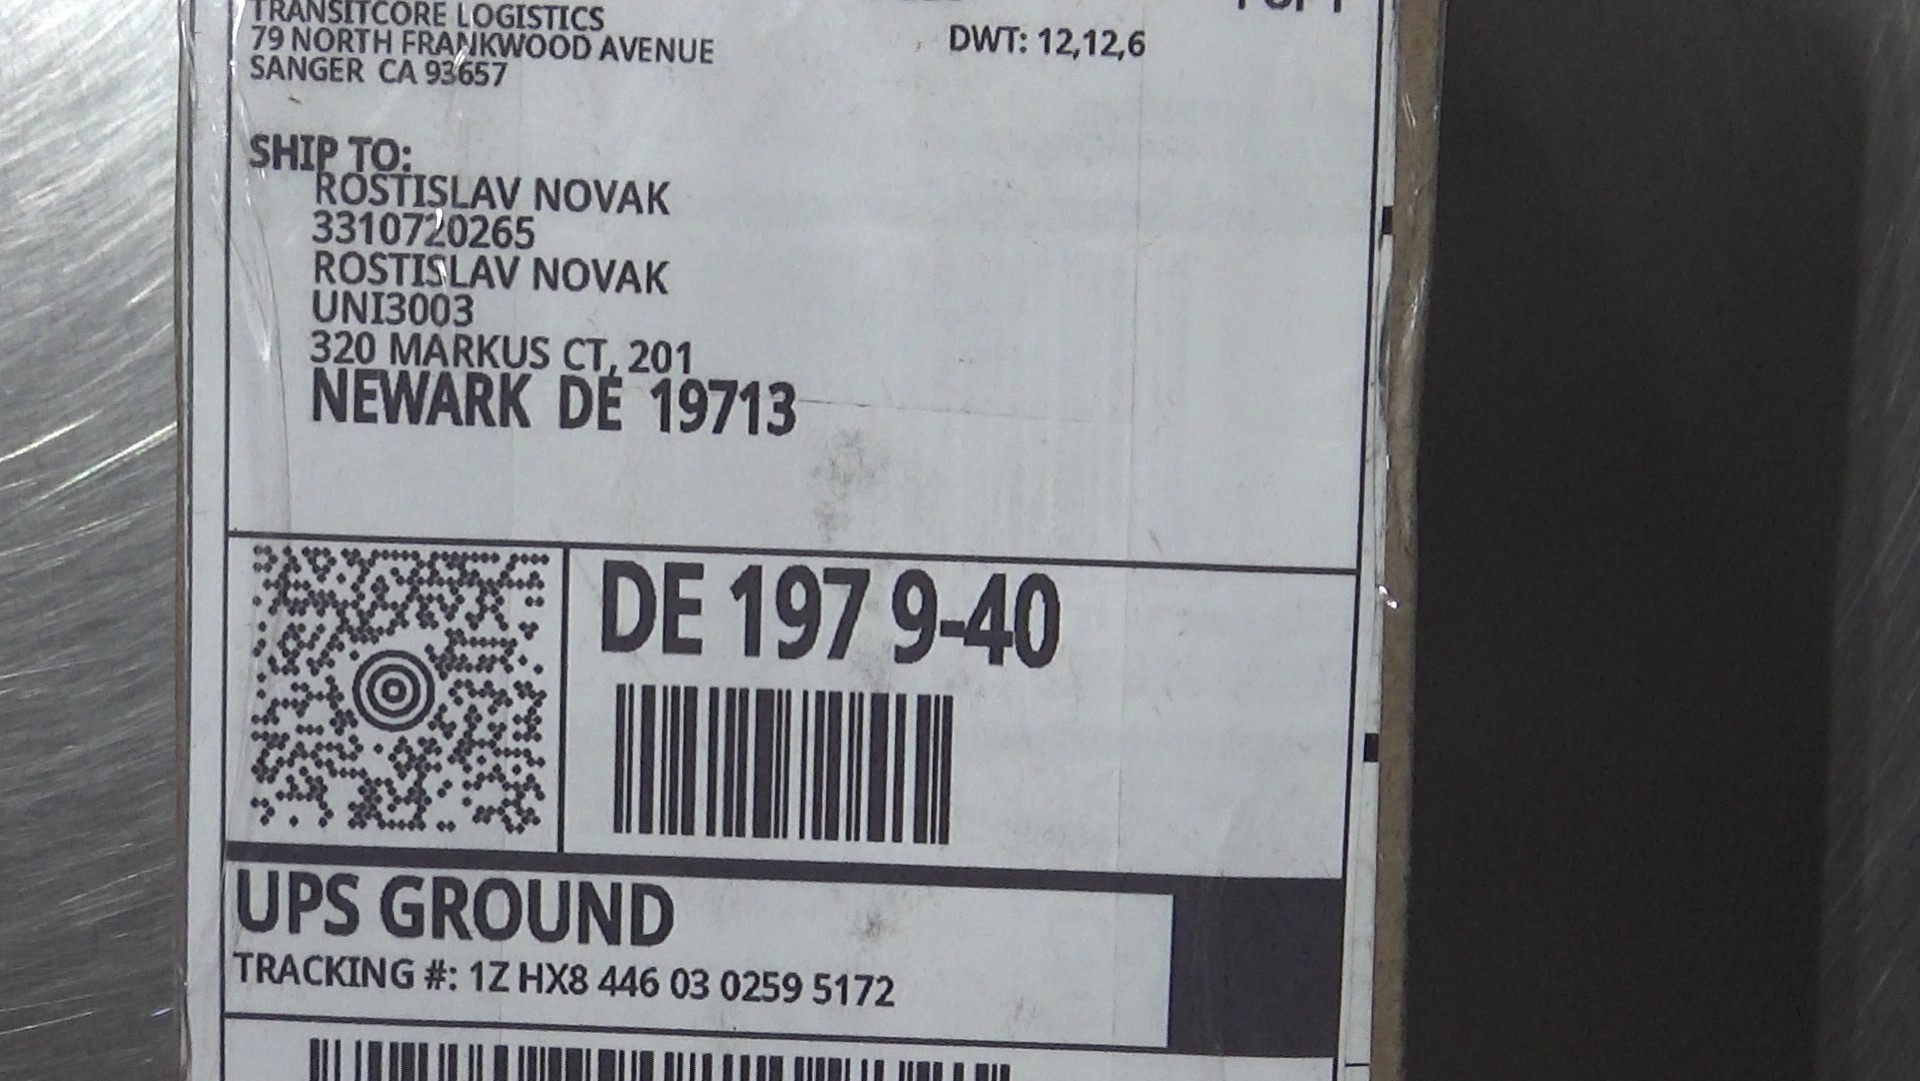 TRANSITCORE LOGISTICS
79 NORTH FRANKWOOD AVENUE
SANGER CA 93657
DWT: 12,12,6
SHIP TO:
ROSTISLAV NOVAK
3310720265
ROSTISLAV NOVAK
UNI3003
320 MARKUS CT, 201
NEWARK DE 19713
DE 197 9-40
UPS GROUND
TRACKING #: 1Z HX8 446 03 0259 5172